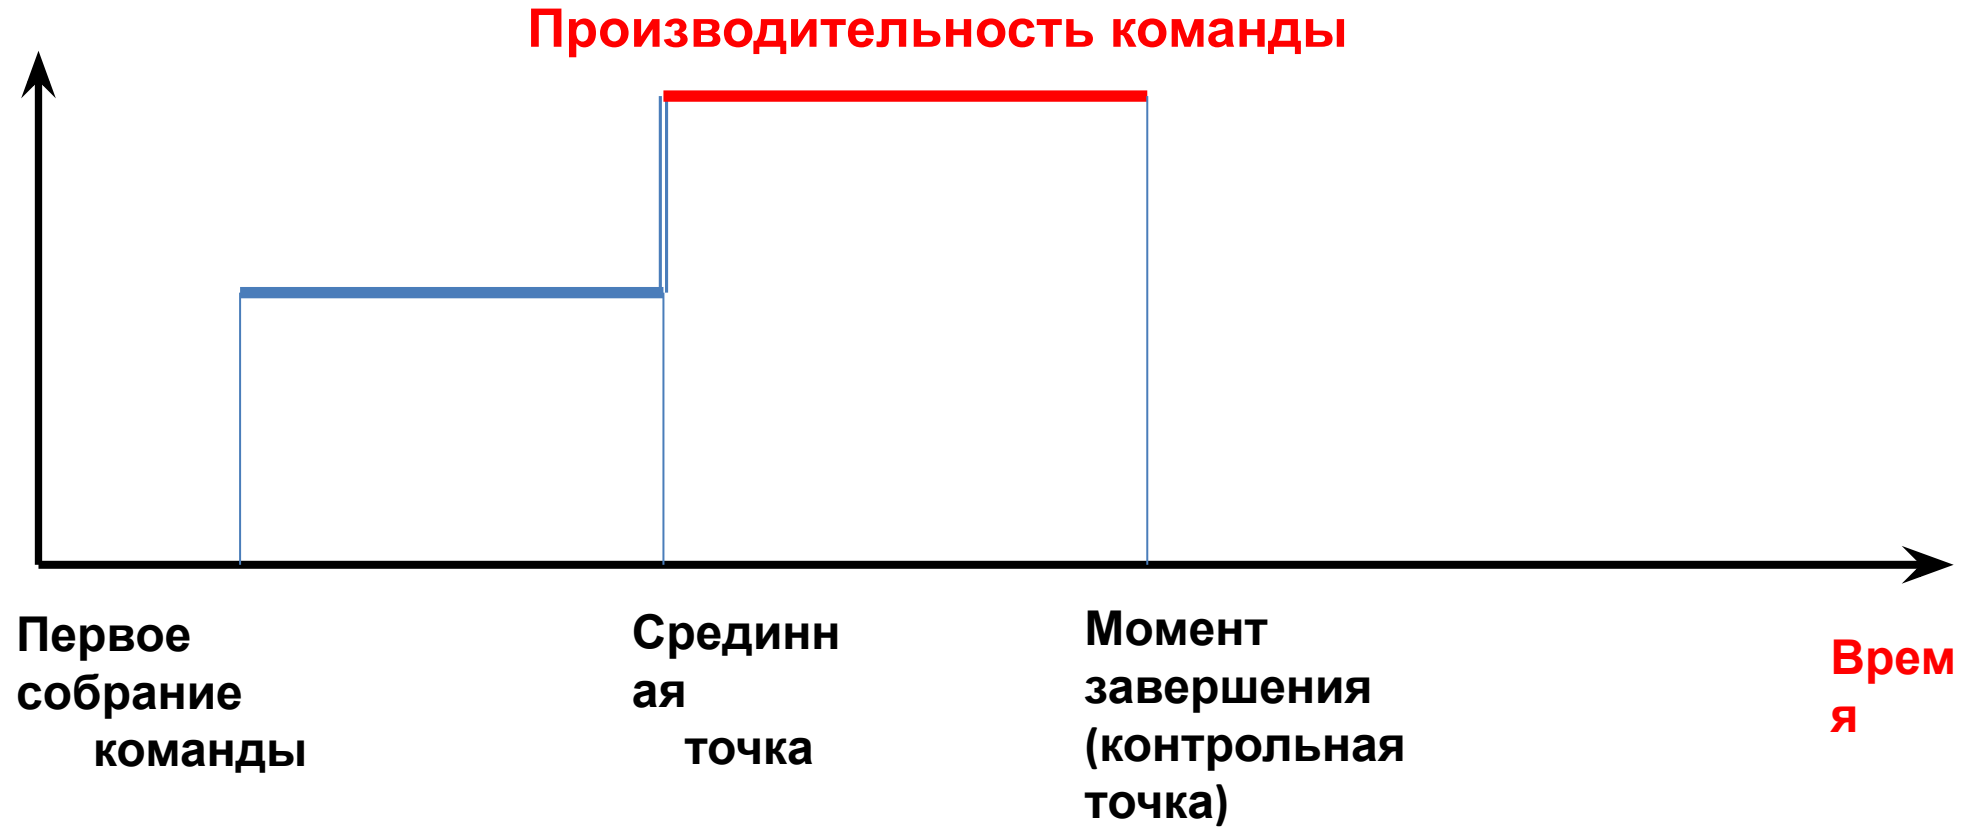 Производительность команды
Первое
собрание
команды
Срединн
ая
точка
Момент
завершения
(контрольная
точка)
Врем
я